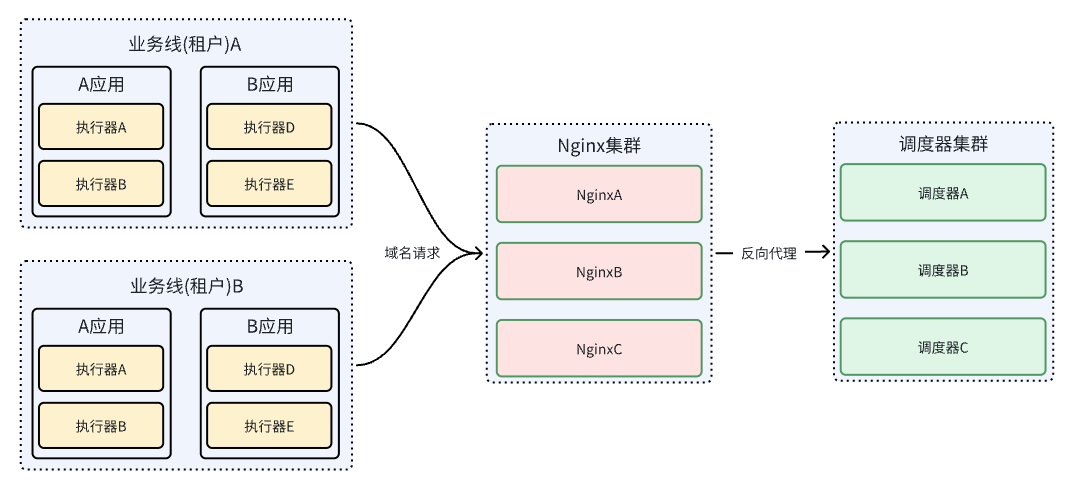 业务线(租户)A
A应用
执行器A
执行器B
B应用
执行器D
执行器E
业务线(租户)B
A应用
执行器A
执行器B
B应用
执行器D
执行器E
域名请求
Nginx集群
NginxA
NginxB
NginxC
反向代理
调度器集群
调度器A
调度器B
调度器C